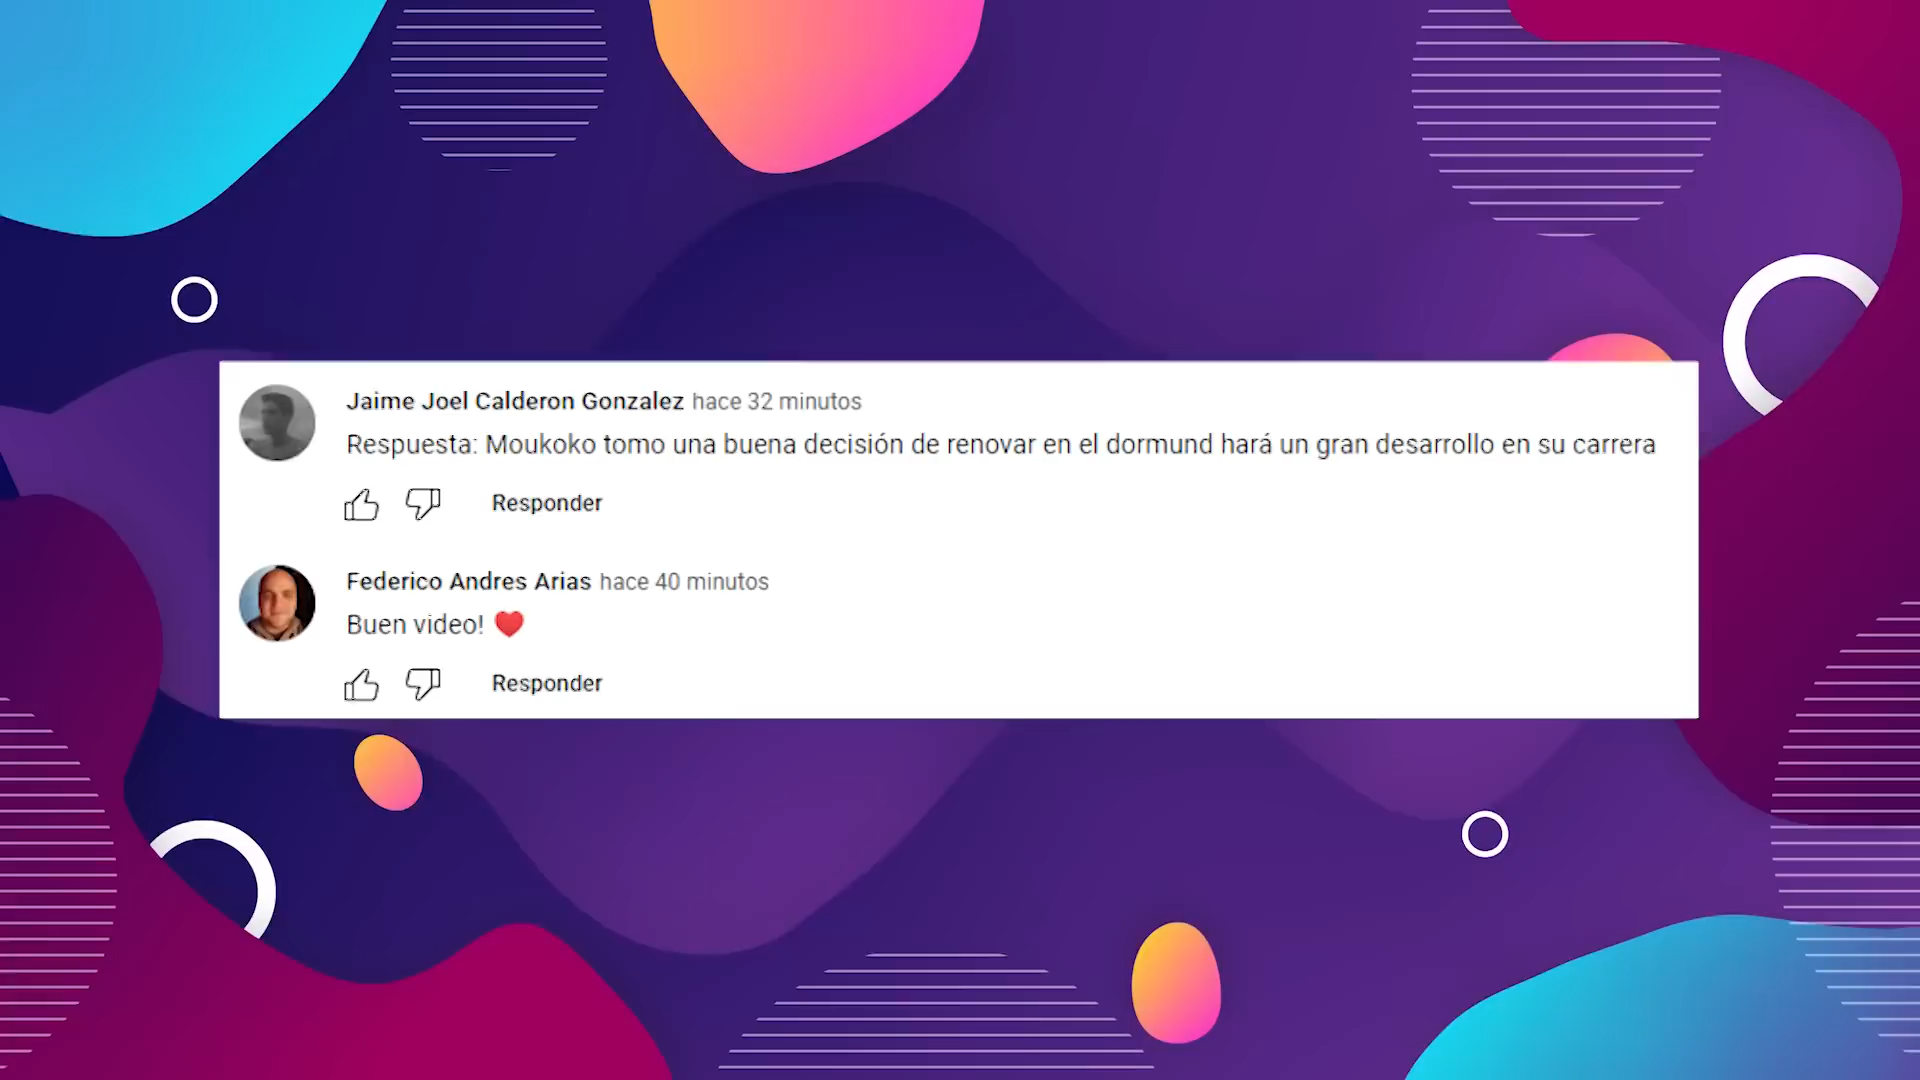 Jaime Joel Calderon Gonzalez hace 32 minutos
Respuesta: Moukoko tomo una buena decisión de renovar en el dormund hará un gran desarrollo en su carrera
Responder
Federico Andres Arias hace 40 minutos
Buen video! ❤️
Responder